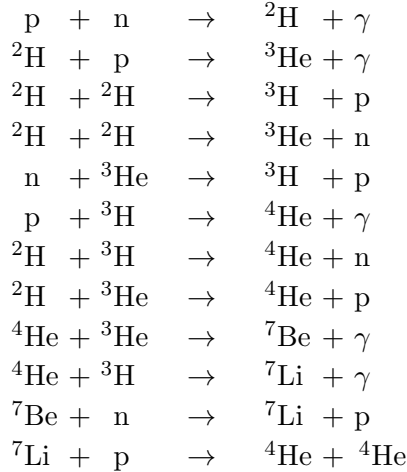 p + n → ²H + γ
²H + p → ³He + γ
²H + ²H → ³H + p
²H + ²H → ³He + n
n + ³He → ³H + p
p + ³H → ⁴He + γ
²H + ³H → ⁴He + n
²H + ³He → ⁴He + p
⁴He + ³He → ⁷Be + γ
⁴He + ³H → ⁷Li + γ
⁷Be + n → ⁷Li + p
⁷Li + p → ⁴He + ⁴He